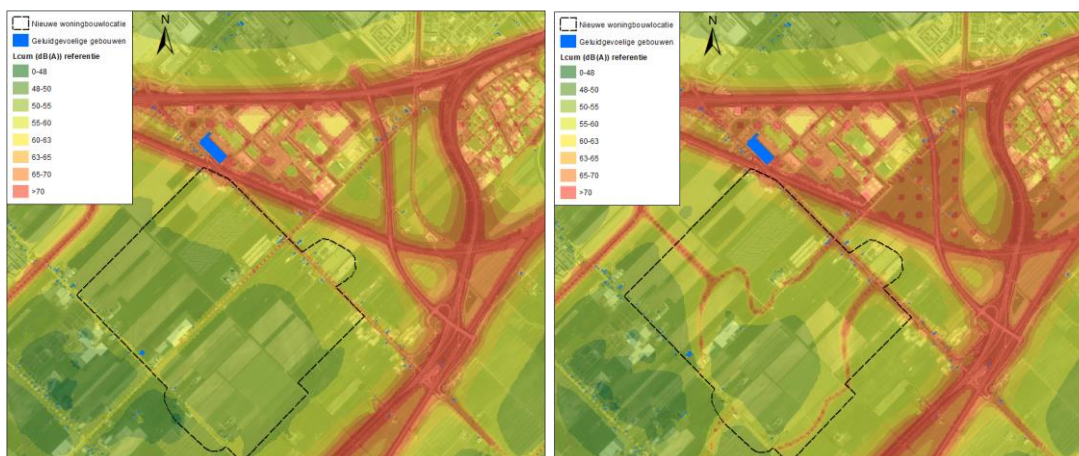 N
Nieuwe woningbouwlocatie
Geluidgevoelige gebouwen
Lcum (dB(A)) referentie
0-48
48-50
50-55
55-60
60-63
63-65
65-70
>70
N
Nieuwe woningbouwlocatie
Geluidgevoelige gebouwen
Lcum (dB(A)) referentie
0-48
48-50
50-55
55-60
60-63
63-65
65-70
>70